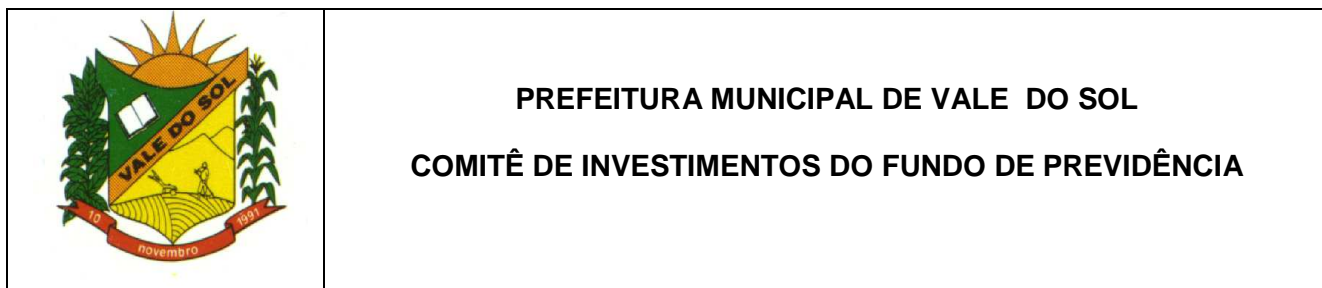 VALE DO SOL
10
novembro
1991
PREFEITURA MUNICIPAL DE VALE DO SOL
COMITÊ DE INVESTIMENTOS DO FUNDO DE PREVIDÊNCIA